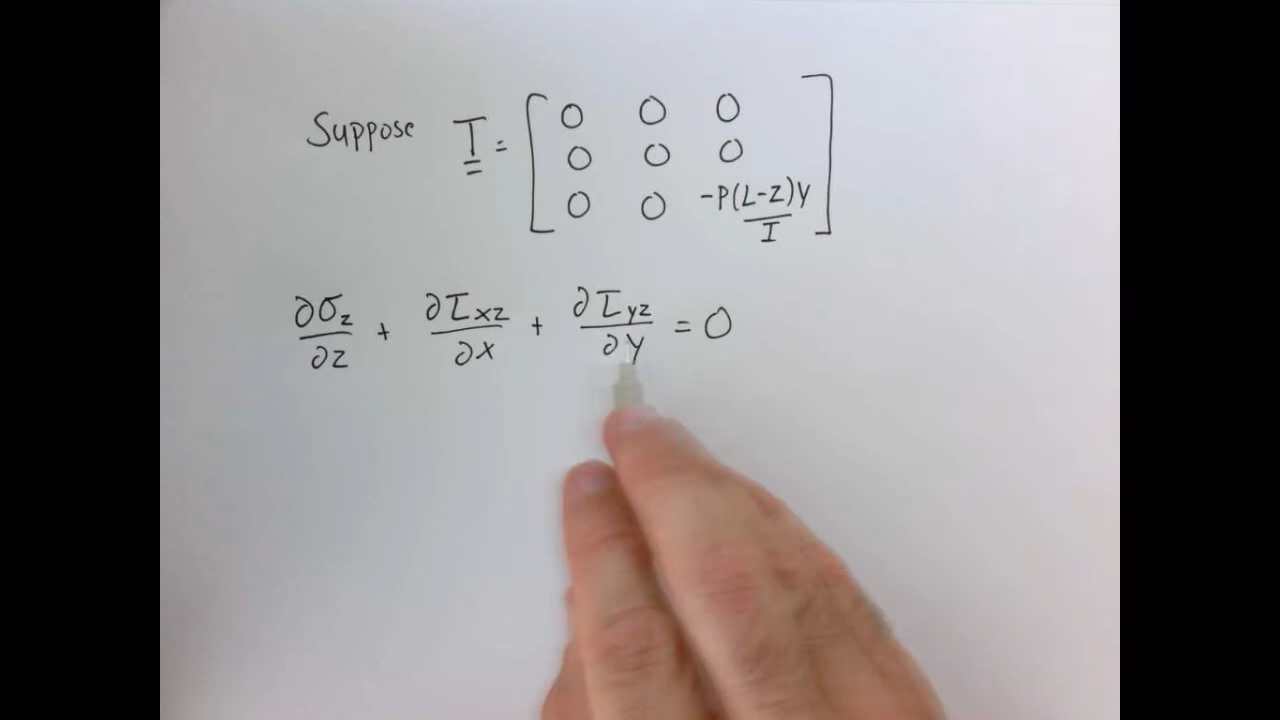 Suppose T = [ 0 0 0
0 0 0
0 0 -P(L-z)y/I ]
∂σz/∂z + ∂τxz/∂x + ∂τyz/∂y = 0